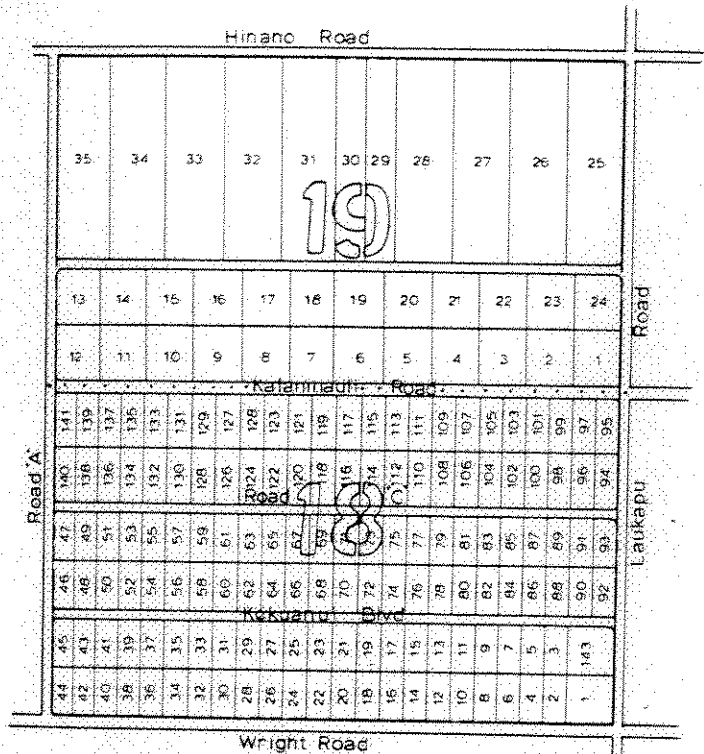 Hinano Road
35 34 33 32 31 30 29 28 27 26 25
19
13 14 15 16 17 18 19 20 21 22 23 24
Road
12 11 10 9 8 7 6 5 4 3 2 1
Road
141 139 137 135 133 131 129 127 123 121 119 117 115 113 111 109 107 105 103 101 99 97 95
140 138 136 134 132 130 128 126 124 122 120 118 116 114 112 110 108 106 104 102 100 98 96 94
Road "A"
Road "C"
18
Laukapu
47 49 51 53 55 57 59 61 63 65 67 69 75 77 79 81 83 85 87 89 91 93
46 48 50 52 54 56 58 60 62 64 66 68 70 72 74 76 78 80 82 84 86 88 90 92
Blvd
45 43 41 39 37 35 33 31 29 27 25 23 21 19 17 15 13 11 9 7 5 3 143
44 42 40 38 36 34 32 30 28 26 24 22 20 18 16 14 12 10 8 6 4 2 1
Wright Road